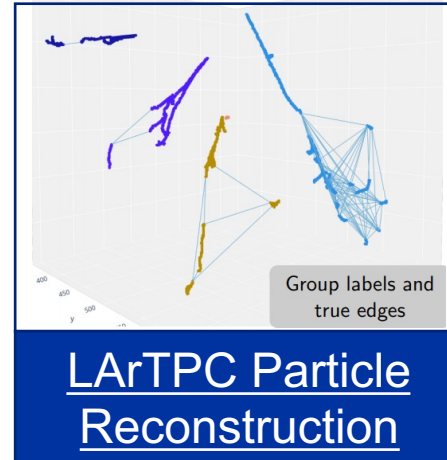 400
450
500
y
Group labels and
true edges
LArTPC Particle
Reconstruction